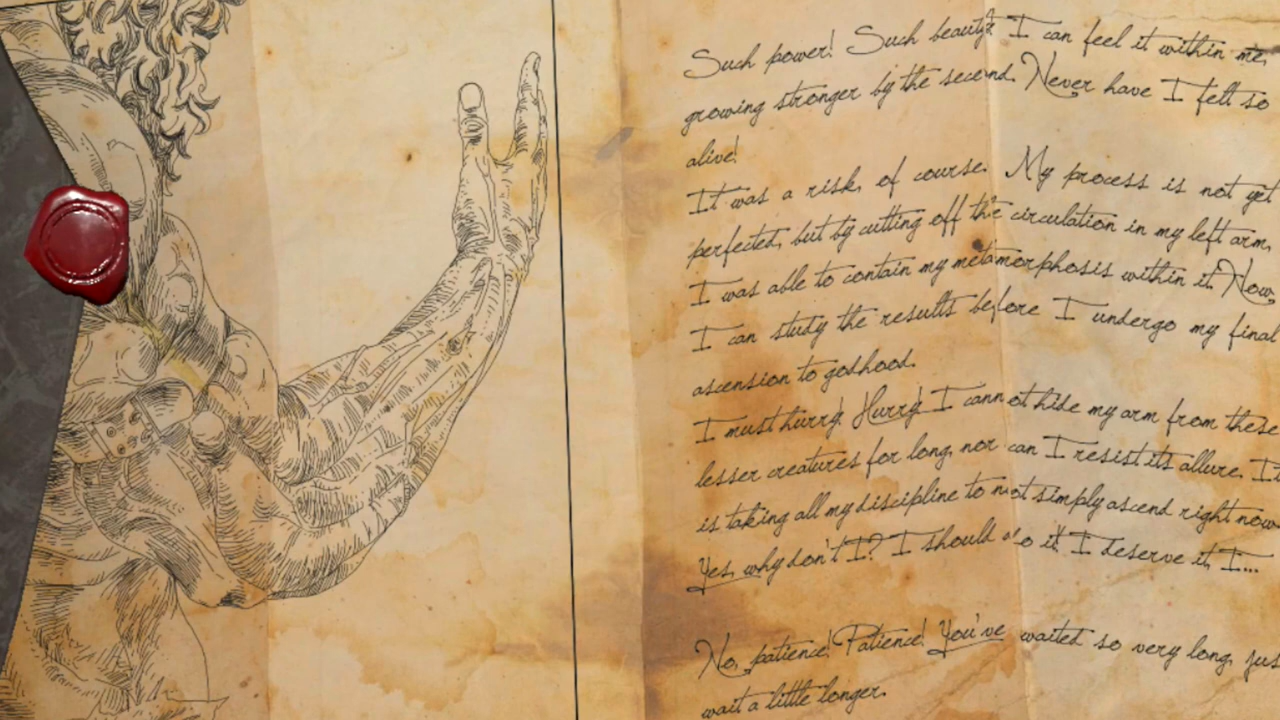 Such power! Such beauty! I can feel it within me,
growing stronger by the second. Never have I felt so
alive!
It was a risk, of course. My process is not yet
perfected, but by cutting off the circulation in my left arm,
I was able to contain my metamorphosis within it. Now,
I can study the results before I undergo my final
ascension to godhood.
I must hurry! Hurry! I cannot hide my arm from these
lesser creatures for long, nor can I resist its allure. It
is taking all my discipline to not simply ascend right now
Yes, why don't I? I should do it. I deserve it, I...
No, patience! Patience! You've waited so very long, jus
wait a little longer.